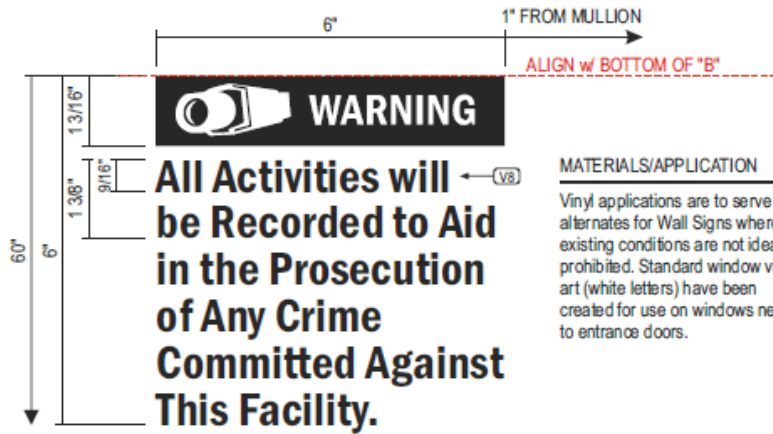 6"
1" FROM MULLION
ALIGN w/ BOTTOM OF "B"
1 3/16"
WARNING
9/16"
1 3/8"
60"
6"
All Activities will
V8
be Recorded to Aid
in the Prosecution
of Any Crime
Committed Against
This Facility.
MATERIALS/APPLICATION
Vinyl applications are to serve
alternates for Wall Signs where
existing conditions are not idea
prohibited. Standard window v
art (white letters) have been
created for use on windows ne
to entrance doors.